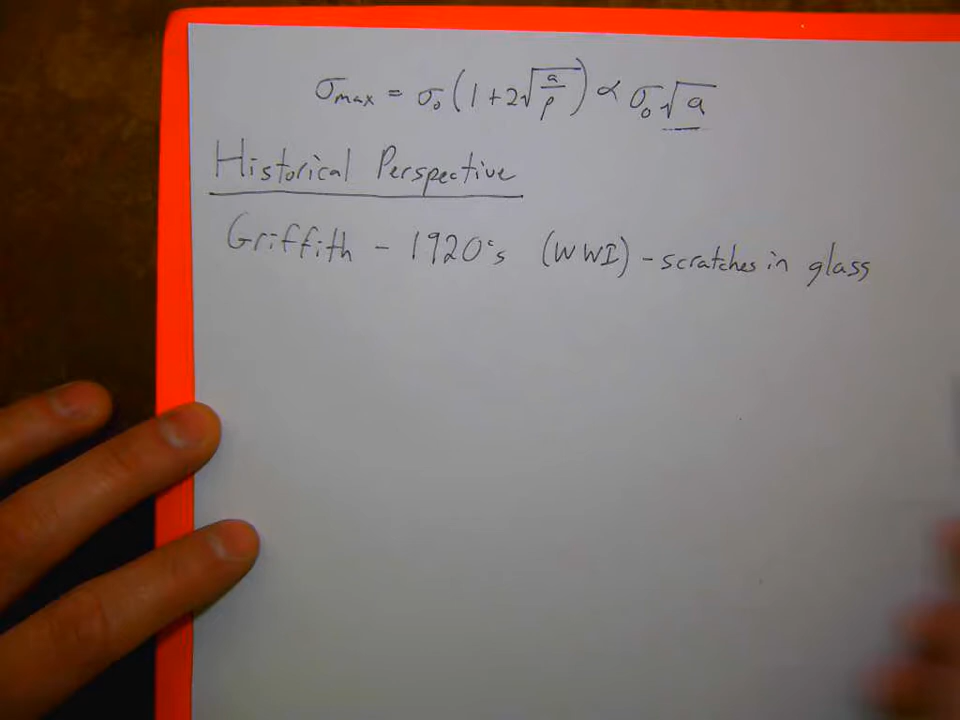 σmax = σ₀ (1 + 2√(a/ρ)) ∝ σ₀√a
Historical Perspective
Griffith - 1920's (WWI) - scratches in glass